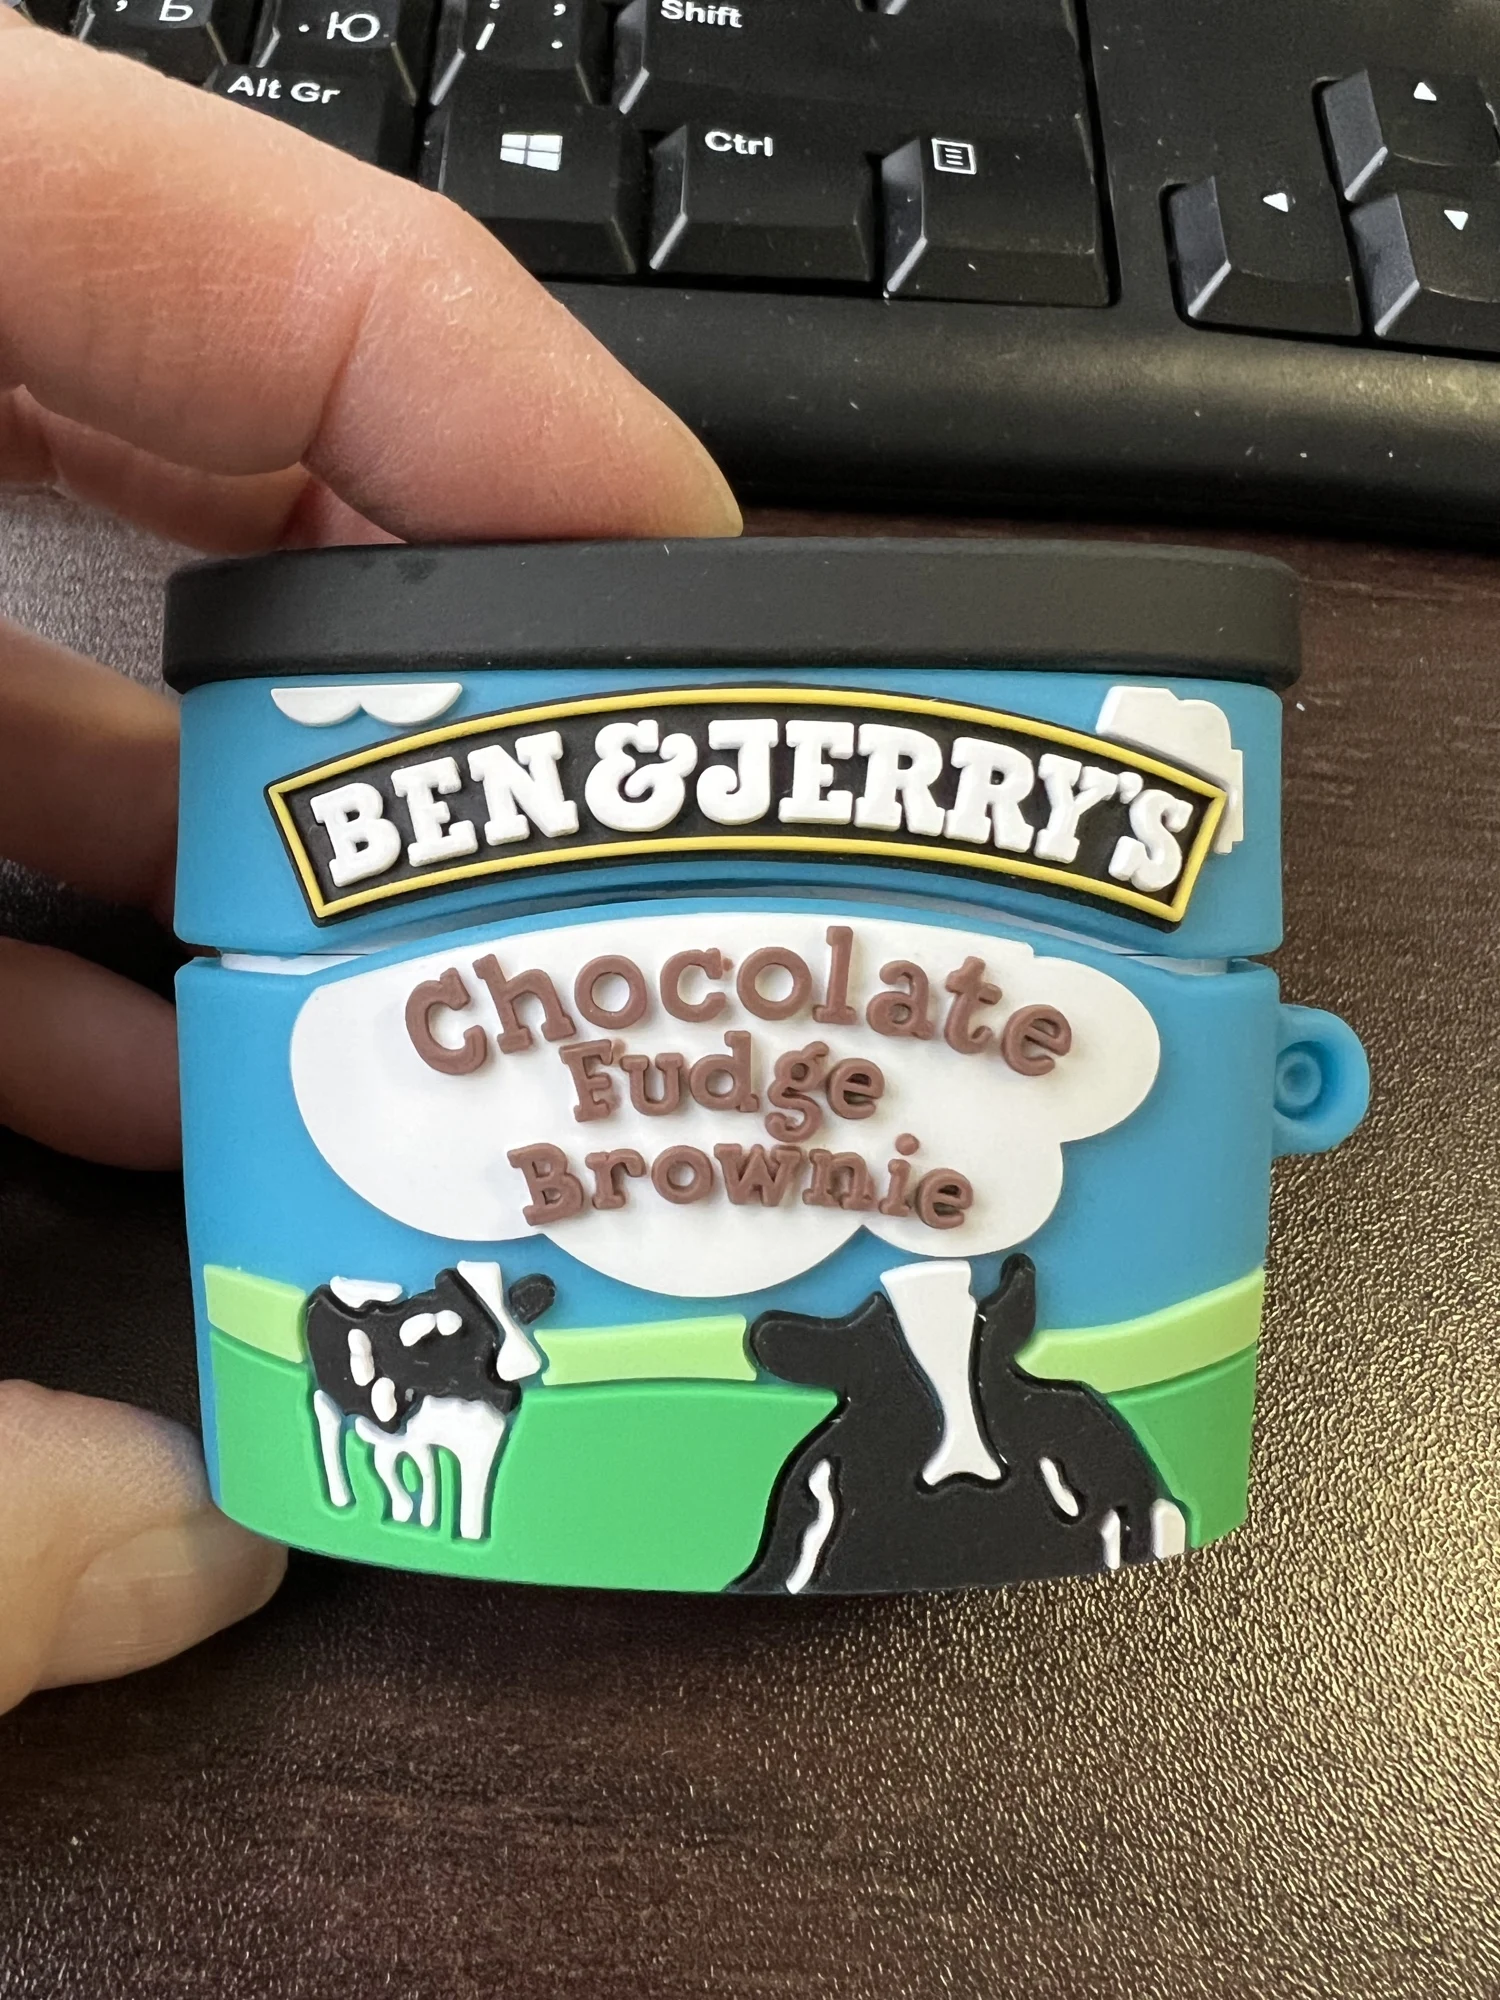 Ь
Ю
Shift
Alt Gr
Ctrl
BEN & JERRY'S
Chocolate
Fudge
Brownie